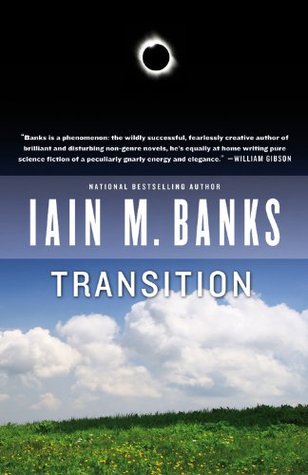 "Banks is a phenomenon: the wildly successful, fearlessly creative author of
brilliant and disturbing non-genre novels, he's equally at home writing pure
science fiction of a peculiarly gnarly energy and elegance." —WILLIAM GIBSON
NATIONAL BESTSELLING AUTHOR
IAIN M. BANKS
TRANSITION